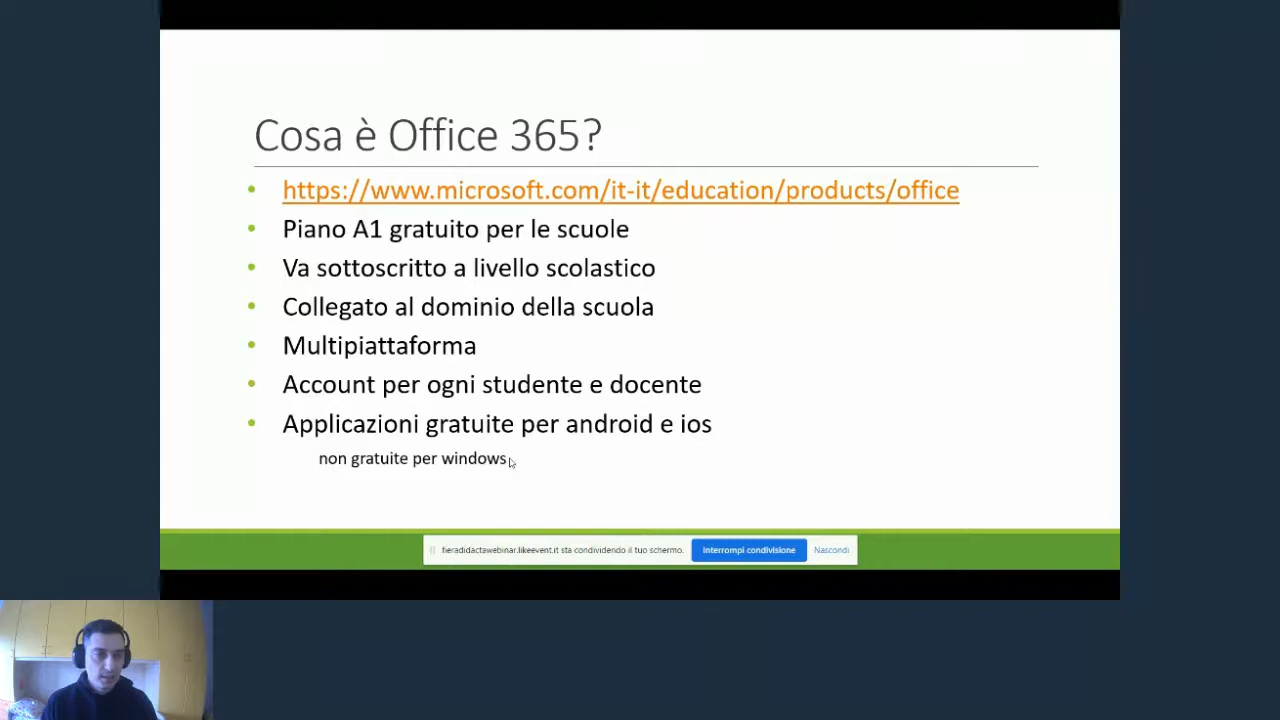 Cosa è Office 365?
https://www.microsoft.com/it-it/education/products/office
Piano A1 gratuito per le scuole
Va sottoscritto a livello scolastico
Collegato al dominio della scuola
Multipiattaforma
Account per ogni studente e docente
Applicazioni gratuite per android e ios
non gratuite per windows
fieradidactawebinar.likeevent.it sta condividendo il tuo schermo. Interrompi condivisione Nascondi